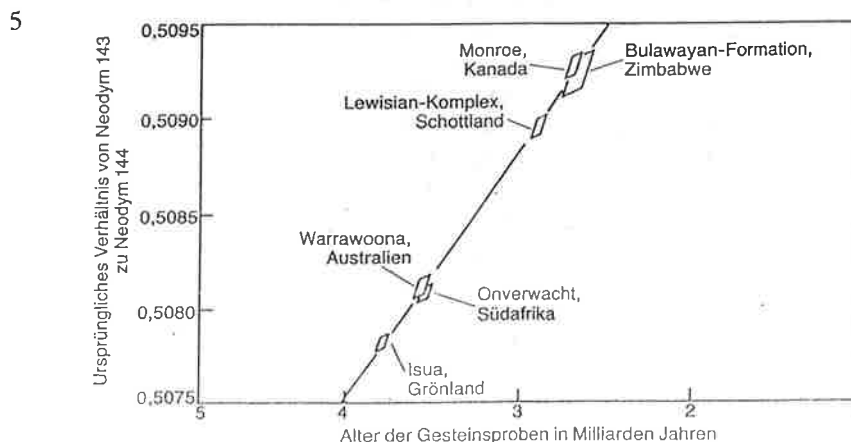 5
0,5095
0,5090
0,5085
0,5080
0,5075
Ursprüngliches Verhältnis von Neodym 143
zu Neodym 144
Monroe,
Kanada
Bulawayan-Formation,
Zimbabwe
Lewisian-Komplex,
Schottland
Warrawoona,
Australien
Onverwacht,
Südafrika
Isua,
Grönland
5 4 3 2
Alter der Gesteinsproben in Milliarden Jahren